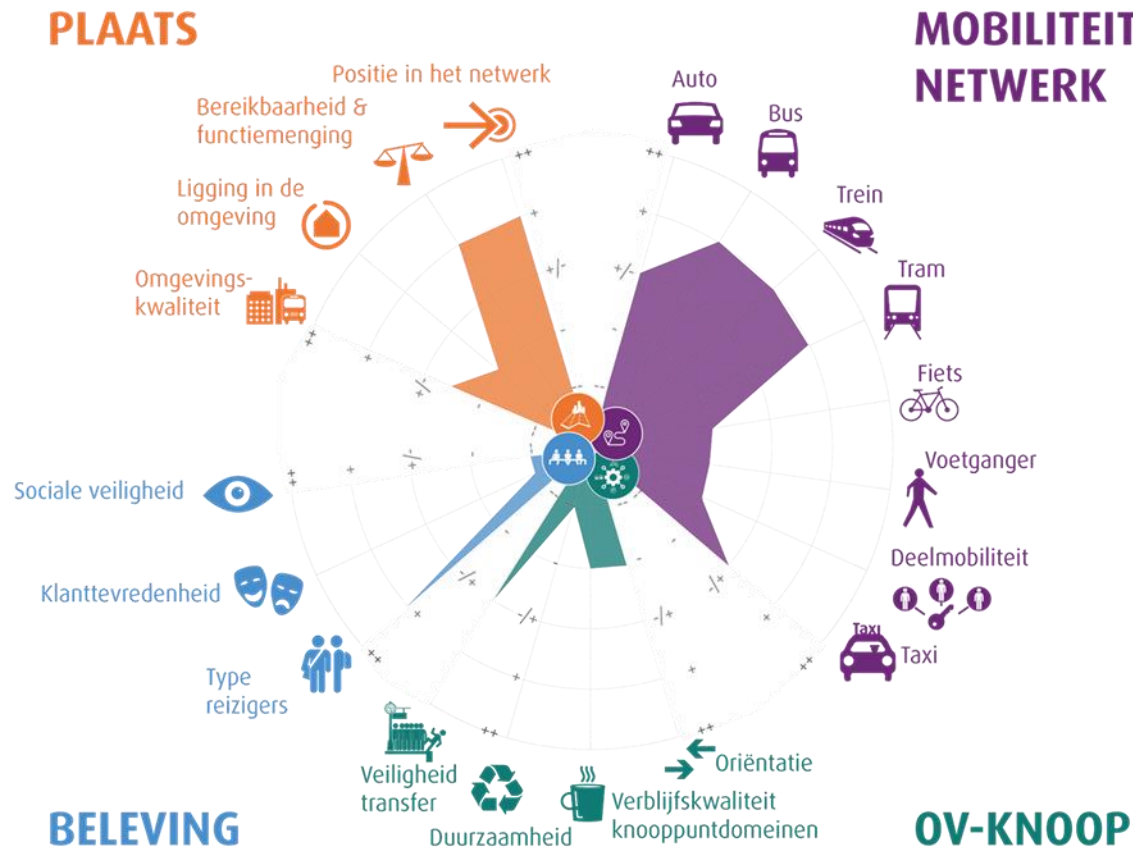 PLAATS
MOBILITEIT
NETWERK
Positie in het netwerk
Bereikbaarheid &
functiemenging
Ligging in de
omgeving
Omgevings-
kwaliteit
Auto
Bus
Trein
Tram
Fiets
Voetganger
Deelmobiliteit
Taxi
Taxi
Sociale veiligheid
Klanttevredenheid
Type
reizigers
Veiligheid
transfer
Duurzaamheid
Verblijfskwaliteit
knooppuntdomeinen
Oriëntatie
BELEVING
OV-KNOOP
++
+
+/-
-
++
+
+/-
-
++
+
+/-
-
++
+
+/-
-
++
+
+/-
-
++
+
+/-
-
++
+
+/-
-
++
+
+/-
-